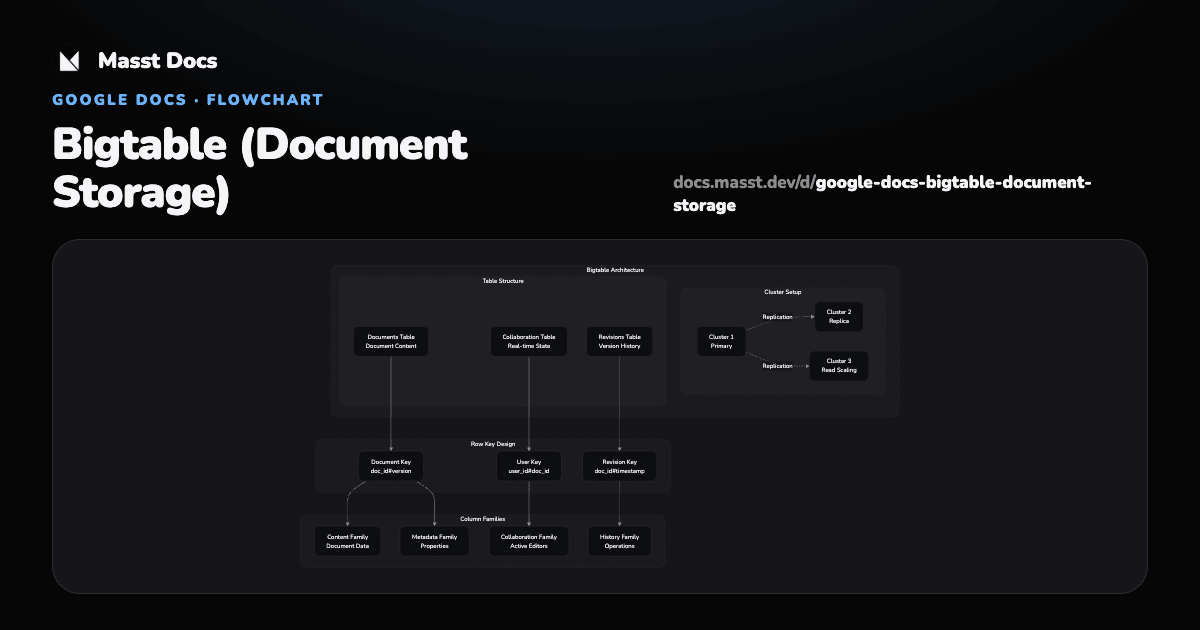 Masst Docs
GOOGLE DOCS · FLOWCHART
Bigtable (Document
Storage)
docs.masst.dev/d/google-docs-bigtable-document-
storage
Bigtable Architecture
Table Structure
Cluster Setup
Documents Table
Document Content
Collaboration Table
Real-time State
Revisions Table
Version History
Cluster 1
Primary
Replication
Cluster 2
Replica
Replication
Cluster 3
Read Scaling
Row Key Design
Document Key
doc_id#version
User Key
user_id#doc_id
Revision Key
doc_id#timestamp
Column Families
Content Family
Document Data
Metadata Family
Properties
Collaboration Family
Active Editors
History Family
Operations